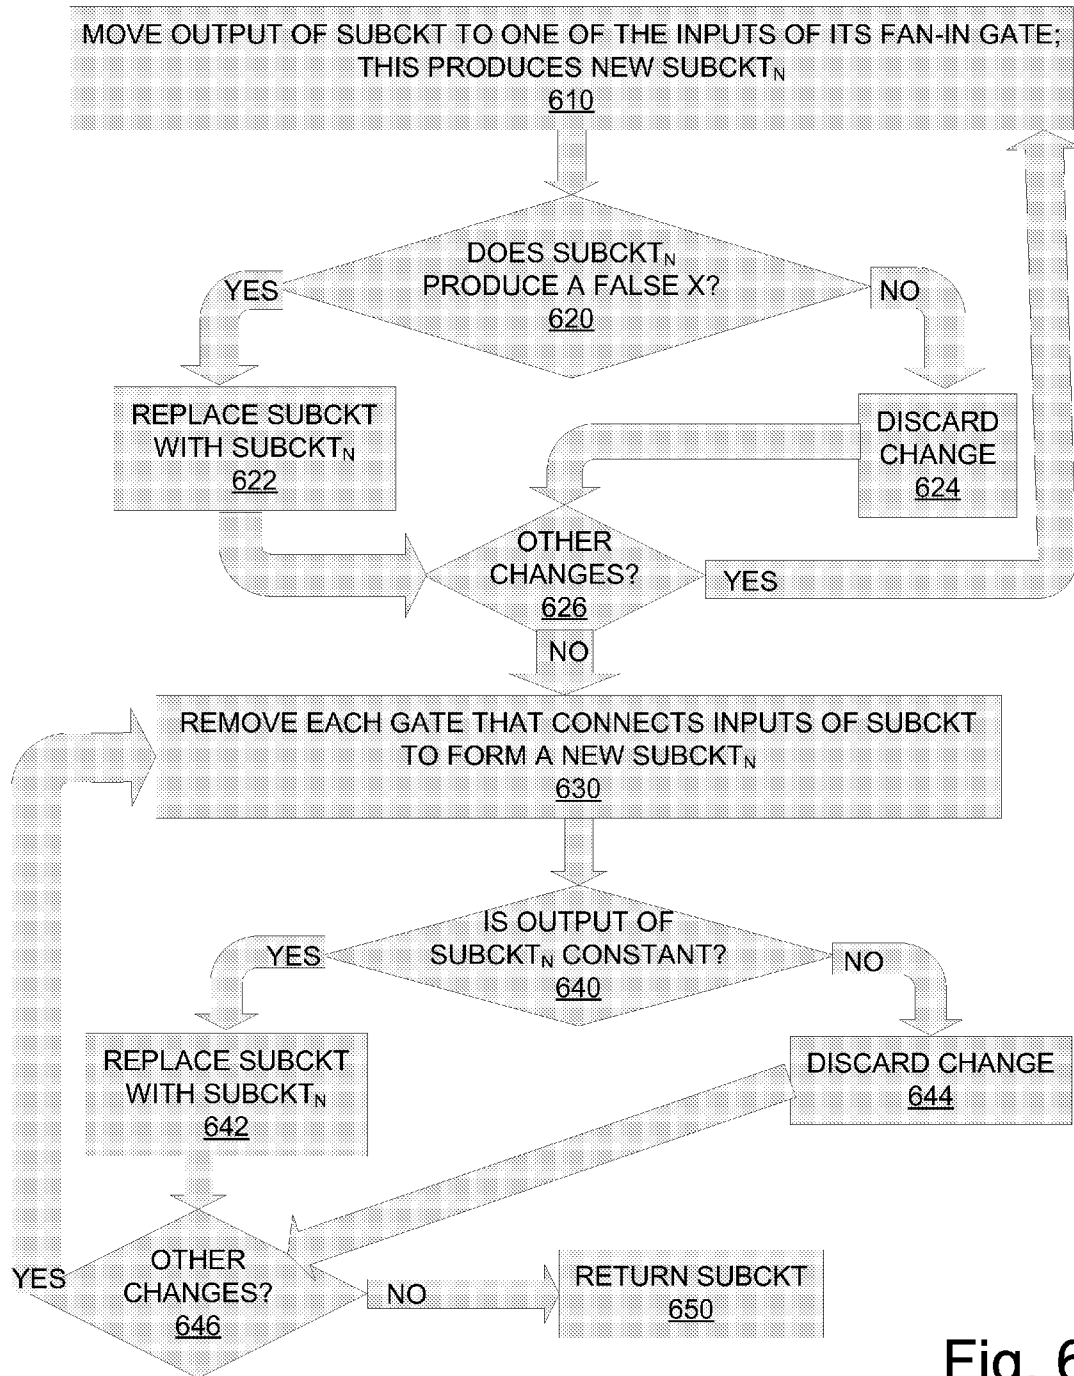 MOVE OUTPUT OF SUBCKT TO ONE OF THE INPUTS OF ITS FAN-IN GATE;
THIS PRODUCES NEW SUBCKTN
610
DOES SUBCKTN
PRODUCE A FALSE X?
620
YES
NO
REPLACE SUBCKT
WITH SUBCKTN
622
DISCARD
CHANGE
624
OTHER
CHANGES?
626
YES
NO
REMOVE EACH GATE THAT CONNECTS INPUTS OF SUBCKT
TO FORM A NEW SUBCKTN
630
IS OUTPUT OF
SUBCKTN CONSTANT?
640
YES
NO
REPLACE SUBCKT
WITH SUBCKTN
642
DISCARD CHANGE
644
OTHER
CHANGES?
646
YES
NO
RETURN SUBCKT
650
Fig. 6